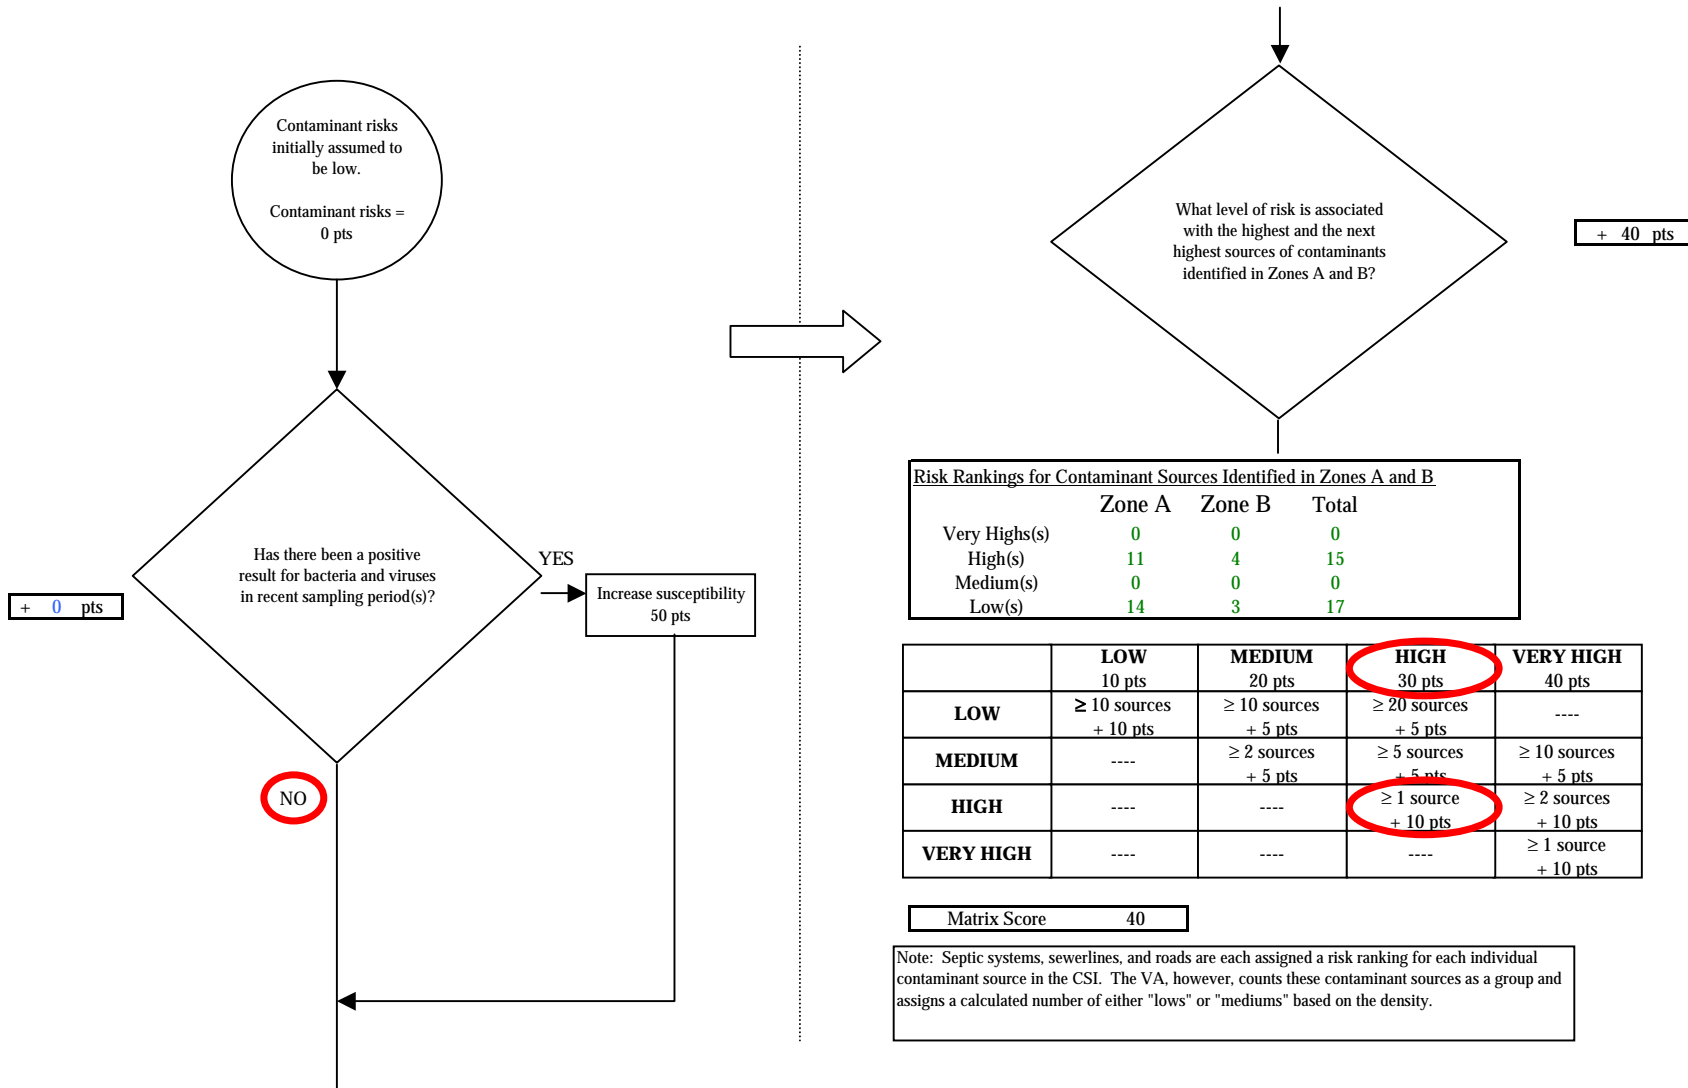 Contaminant risks
initially assumed to
be low.
Contaminant risks =
0 pts
Has there been a positive
result for bacteria and viruses
in recent sampling period(s)?
YES
Increase susceptibility
50 pts
+ 0 pts
NO
What level of risk is associated
with the highest and the next
highest sources of contaminants
identified in Zones A and B?
+ 40 pts
Risk Rankings for Contaminant Sources Identified in Zones A and B
Zone A Zone B Total
Very Highs(s) 0 0 0
High(s) 11 4 15
Medium(s) 0 0 0
Low(s) 14 3 17
LOW MEDIUM HIGH VERY HIGH
10 pts 20 pts 30 pts 40 pts
LOW ≥ 10 sources ≥ 10 sources ≥ 20 sources ----
+ 10 pts + 5 pts + 5 pts
MEDIUM ---- ≥ 2 sources ≥ 5 sources ≥ 10 sources
+ 5 pts + 5 pts + 5 pts
HIGH ---- ---- ≥ 1 source ≥ 2 sources
+ 10 pts + 10 pts
VERY HIGH ---- ---- ---- ≥ 1 source
+ 10 pts
Matrix Score 40
Note: Septic systems, sewerlines, and roads are each assigned a risk ranking for each individual
contaminant source in the CSI. The VA, however, counts these contaminant sources as a group and
assigns a calculated number of either "lows" or "mediums" based on the density.